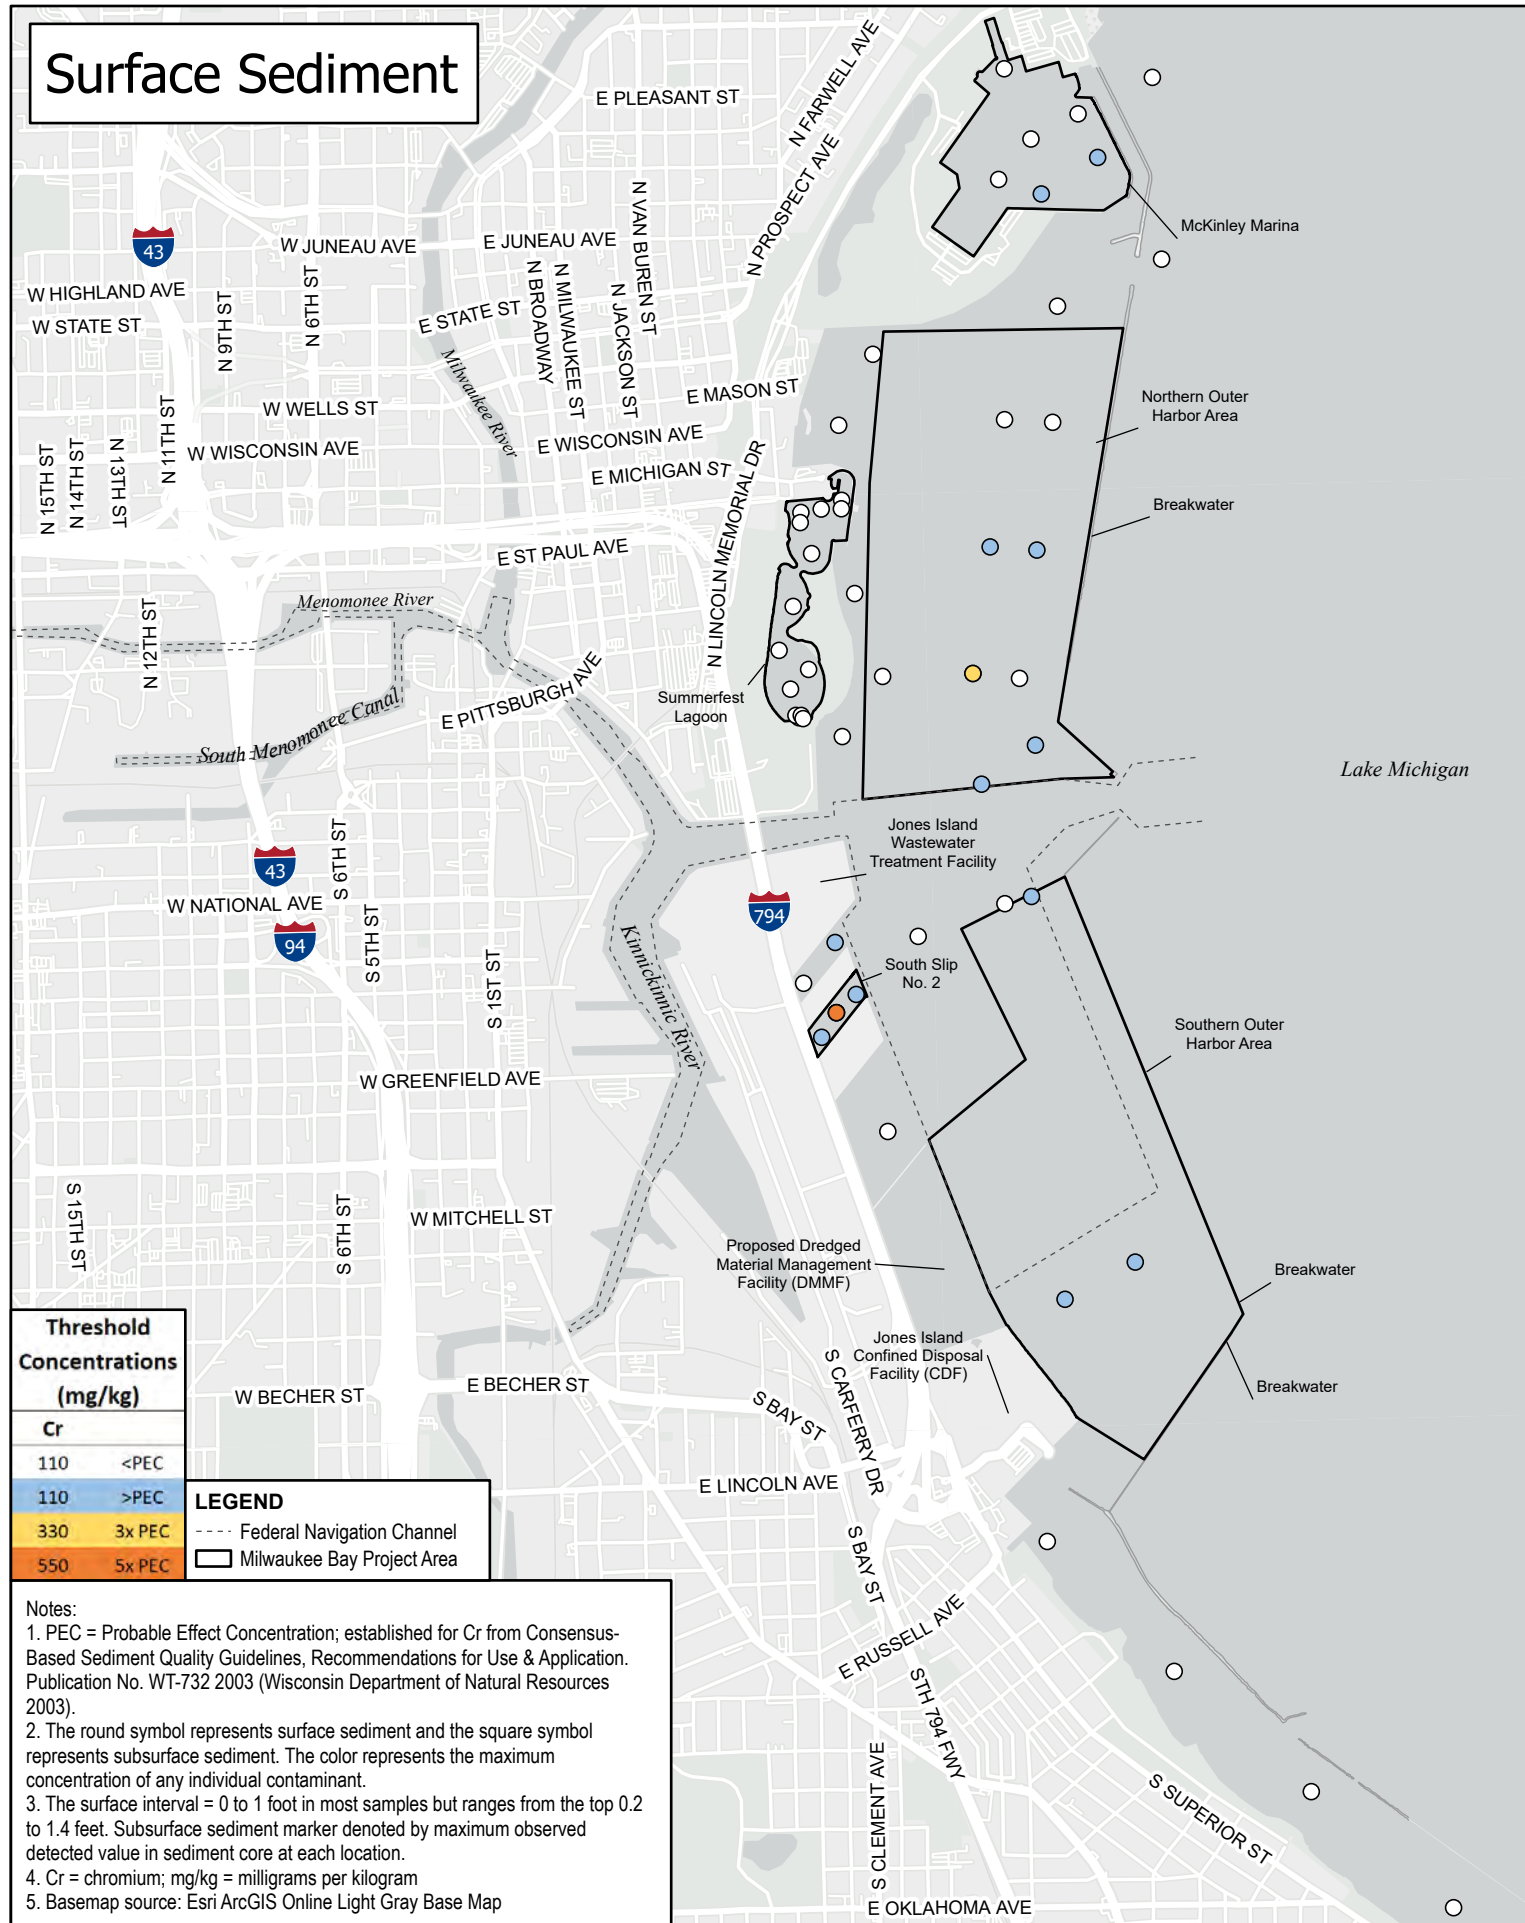 Surface Sediment
E PLEASANT ST
N FARWELL AVE
N PROSPECT AVE
N VAN BUREN ST
McKinley Marina
43
W JUNEAU AVE
E JUNEAU AVE
W HIGHLAND AVE
W STATE ST
N 9TH ST
N 6TH ST
E STATE ST
N BROADWAY
N MILWAUKEE ST
N JACKSON ST
Milwaukee River
E MASON ST
W WELLS ST
Northern Outer
Harbor Area
N 15TH ST
N 14TH ST
N 13TH ST
N 11TH ST
W WISCONSIN AVE
E WISCONSIN AVE
E MICHIGAN ST
N LINCOLN MEMORIAL DR
Breakwater
E ST PAUL AVE
Menomonee River
N 12TH ST
E PITTSBURGH AVE
Summerfest
Lagoon
South Menomonee Canal
Lake Michigan
Jones Island
Wastewater
Treatment Facility
43
S 6TH ST
W NATIONAL AVE
794
94
S 5TH ST
S 1ST ST
Kinnickinnic River
South Slip
No. 2
Southern Outer
Harbor Area
W GREENFIELD AVE
S 15TH ST
S 6TH ST
W MITCHELL ST
Proposed Dredged
Material Management
Facility (DMMF)
Breakwater
Jones Island
Confined Disposal
Facility (CDF)
Breakwater
W BECHER ST
E BECHER ST
S BAY ST
S CARFERRY DR
E LINCOLN AVE
S BAY ST
E RUSSELL AVE
STH 794 FWY
S CLEMENT AVE
S SUPERIOR ST
E OKLAHOMA AVE
Threshold
Concentrations
(mg/kg)
Cr
110 <PEC
110 >PEC
330 3x PEC
550 5x PEC
LEGEND
Federal Navigation Channel
Milwaukee Bay Project Area
Notes:
1. PEC = Probable Effect Concentration; established for Cr from Consensus-
Based Sediment Quality Guidelines, Recommendations for Use & Application.
Publication No. WT-732 2003 (Wisconsin Department of Natural Resources
2003).
2. The round symbol represents surface sediment and the square symbol
represents subsurface sediment. The color represents the maximum
concentration of any individual contaminant.
3. The surface interval = 0 to 1 foot in most samples but ranges from the top 0.2
to 1.4 feet. Subsurface sediment marker denoted by maximum observed
detected value in sediment core at each location.
4. Cr = chromium; mg/kg = milligrams per kilogram
5. Basemap source: Esri ArcGIS Online Light Gray Base Map